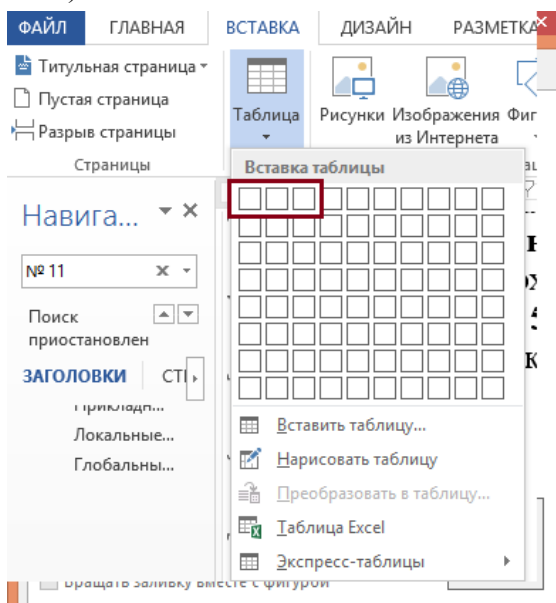 ФАЙЛ ГЛАВНАЯ ВСТАВКА ДИЗАЙН РАЗМЕТКА
Титульная страница
Пустая страница
Разрыв страницы
Страницы
Таблица
Рисунки
Изображения
из Интернета
Фиг
Вставка таблицы
Навига...
№ 11
Поиск
приостановлен
ЗАГОЛОВКИ
Локальные...
Глобальны...
Вставить таблицу...
Нарисовать таблицу
Преобразовать в таблицу...
Таблица Excel
Экспресс-таблицы
Вращать заливку вместе с фигурой